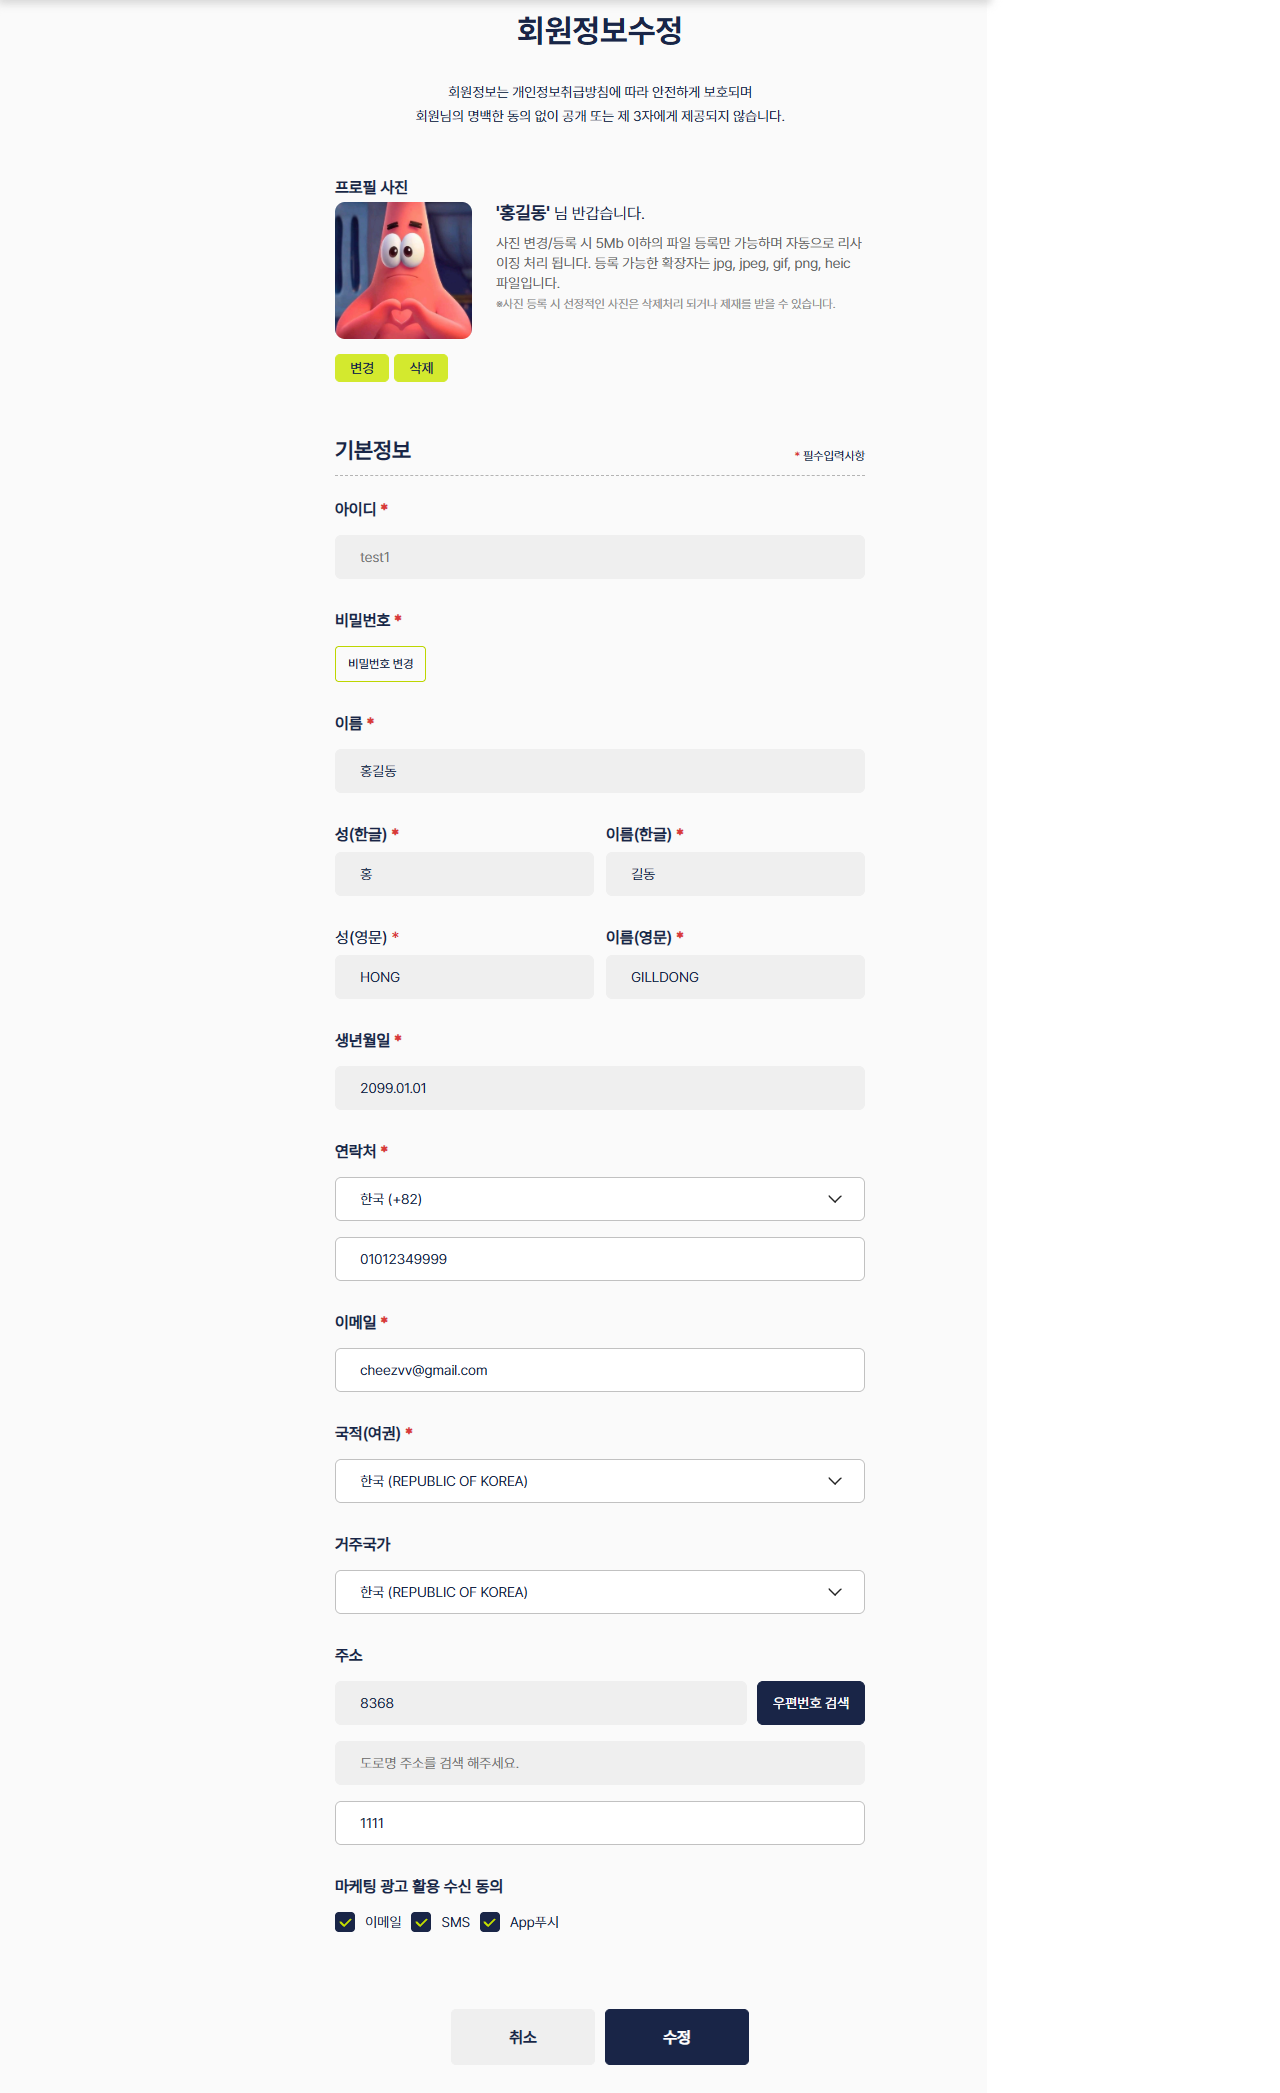 회원정보수정
회원정보는 개인정보취급방침에 따라 안전하게 보호되며
회원님의 명백한 동의 없이 공개 또는 제 3자에게 제공되지 않습니다.
프로필 사진
'홍길동' 님 반갑습니다.
사진 변경/등록 시 5Mb 이하의 파일 등록만 가능하며 자동으로 리사
이징 처리 됩니다. 등록 가능한 확장자는 jpg, jpeg, gif, png, heic
파일입니다.
※사진 등록 시 선정적인 사진은 삭제처리 되거나 제재를 받을 수 있습니다.
변경 삭제
기본정보 * 필수입력사항
아이디 *
test1
비밀번호 *
비밀번호 변경
이름 *
홍길동
성(한글) * 이름(한글) *
홍 길동
성(영문) * 이름(영문) *
HONG GILLDONG
생년월일 *
2099.01.01
연락처 *
한국 (+82)
01012349999
이메일 *
cheezvv@gmail.com
국적(여권) *
한국 (REPUBLIC OF KOREA)
거주국가
한국 (REPUBLIC OF KOREA)
주소
8368 우편번호 검색
도로명 주소를 검색 해주세요.
1111
마케팅 광고 활용 수신 동의
이메일 SMS App푸시
취소 수정